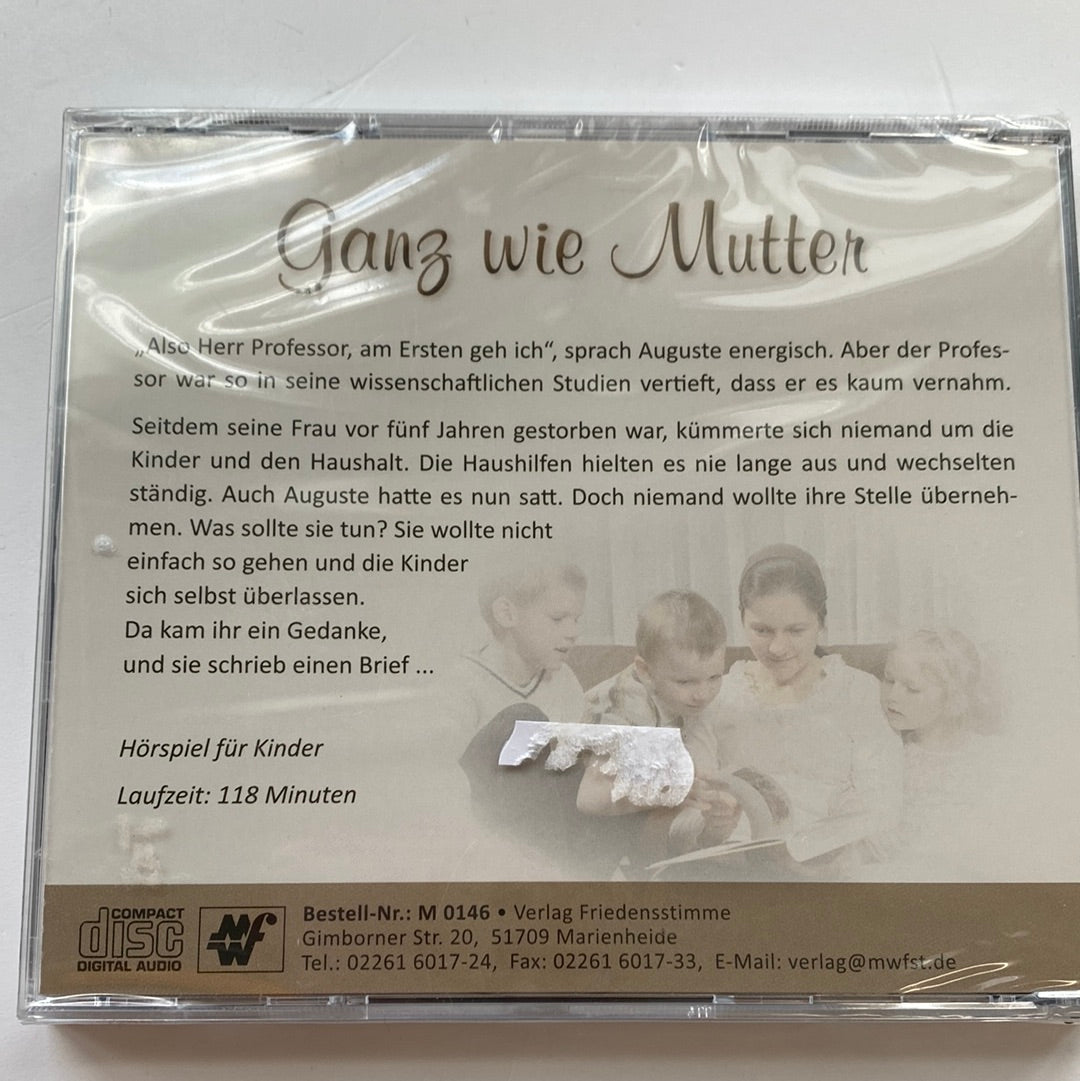 Ganz wie Mutter
„Also Herr Professor, am Ersten geh ich“, sprach Auguste energisch. Aber der Profes-
sor war so in seine wissenschaftlichen Studien vertieft, dass er es kaum vernahm.
Seitdem seine Frau vor fünf Jahren gestorben war, kümmerte sich niemand um die
Kinder und den Haushalt. Die Haushilfen hielten es nie lange aus und wechselten
ständig. Auch Auguste hatte es nun satt. Doch niemand wollte ihre Stelle überneh-
men. Was sollte sie tun? Sie wollte nicht
einfach so gehen und die Kinder
sich selbst überlassen.
Da kam ihr ein Gedanke,
und sie schrieb einen Brief ...
Hörspiel für Kinder
Laufzeit: 118 Minuten
COMPACT
disc
DIGITAL AUDIO
MWf
Bestell-Nr.: M 0146 • Verlag Friedensstimme
Gimborner Str. 20, 51709 Marienheide
Tel.: 02261 6017-24, Fax: 02261 6017-33, E-Mail: verlag@mwfst.de